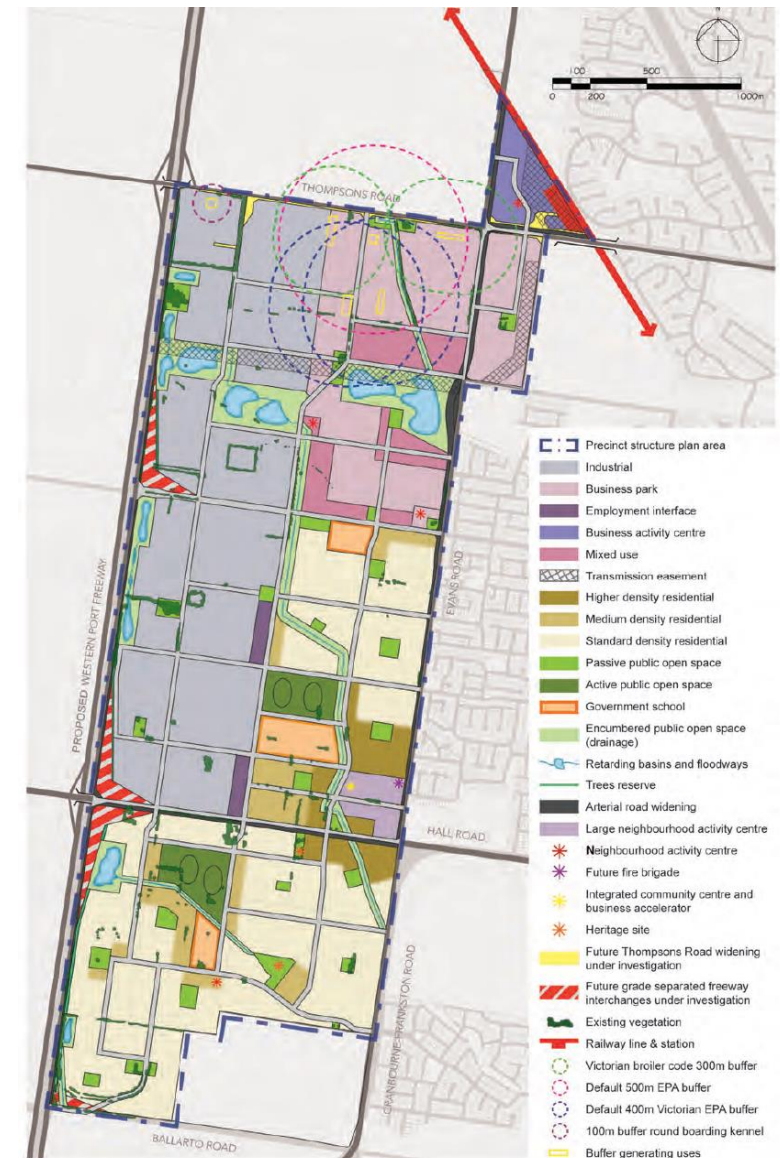 100
500
0
200
1000m
THOMPSONS ROAD
PROPOSED WESTERN PORT FREEWAY
EVANS ROAD
HALL ROAD
CRANBOURNE-FRANKSTON ROAD
BALLARTO ROAD
Precinct structure plan area
Industrial
Business park
Employment interface
Business activity centre
Mixed use
Transmission easement
Higher density residential
Medium density residential
Standard density residential
Passive public open space
Active public open space
Government school
Encumbered public open space
(drainage)
Retarding basins and floodways
Trees reserve
Arterial road widening
Large neighbourhood activity centre
Neighbourhood activity centre
Future fire brigade
Integrated community centre and
business accelerator
Heritage site
Future Thompsons Road widening
under investigation
Future grade separated freeway
interchanges under investigation
Existing vegetation
Railway line & station
Victorian broiler code 300m buffer
Default 500m EPA buffer
Default 400m Victorian EPA buffer
100m buffer round boarding kennel
Buffer generating uses